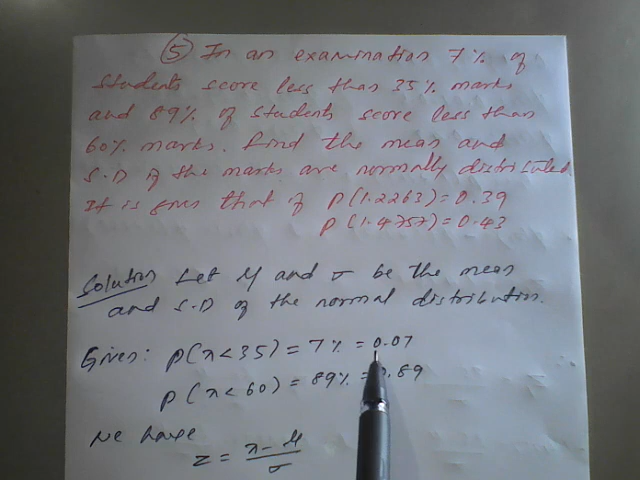 5 In an examination 7% of
students score less than 35% marks
and 89% of students score less than
60% marks. find the mean and
S.D if the marks are normally distributed.
It is given that if P(1.2263)=0.39
P(1.4757)=0.43
Solution Let M and σ be the mean
and S.D of the normal distribution.
Given: P(x<35) = 7% = 0.07
P(x<60) = 89% = .89
We have
z = x-M
σ